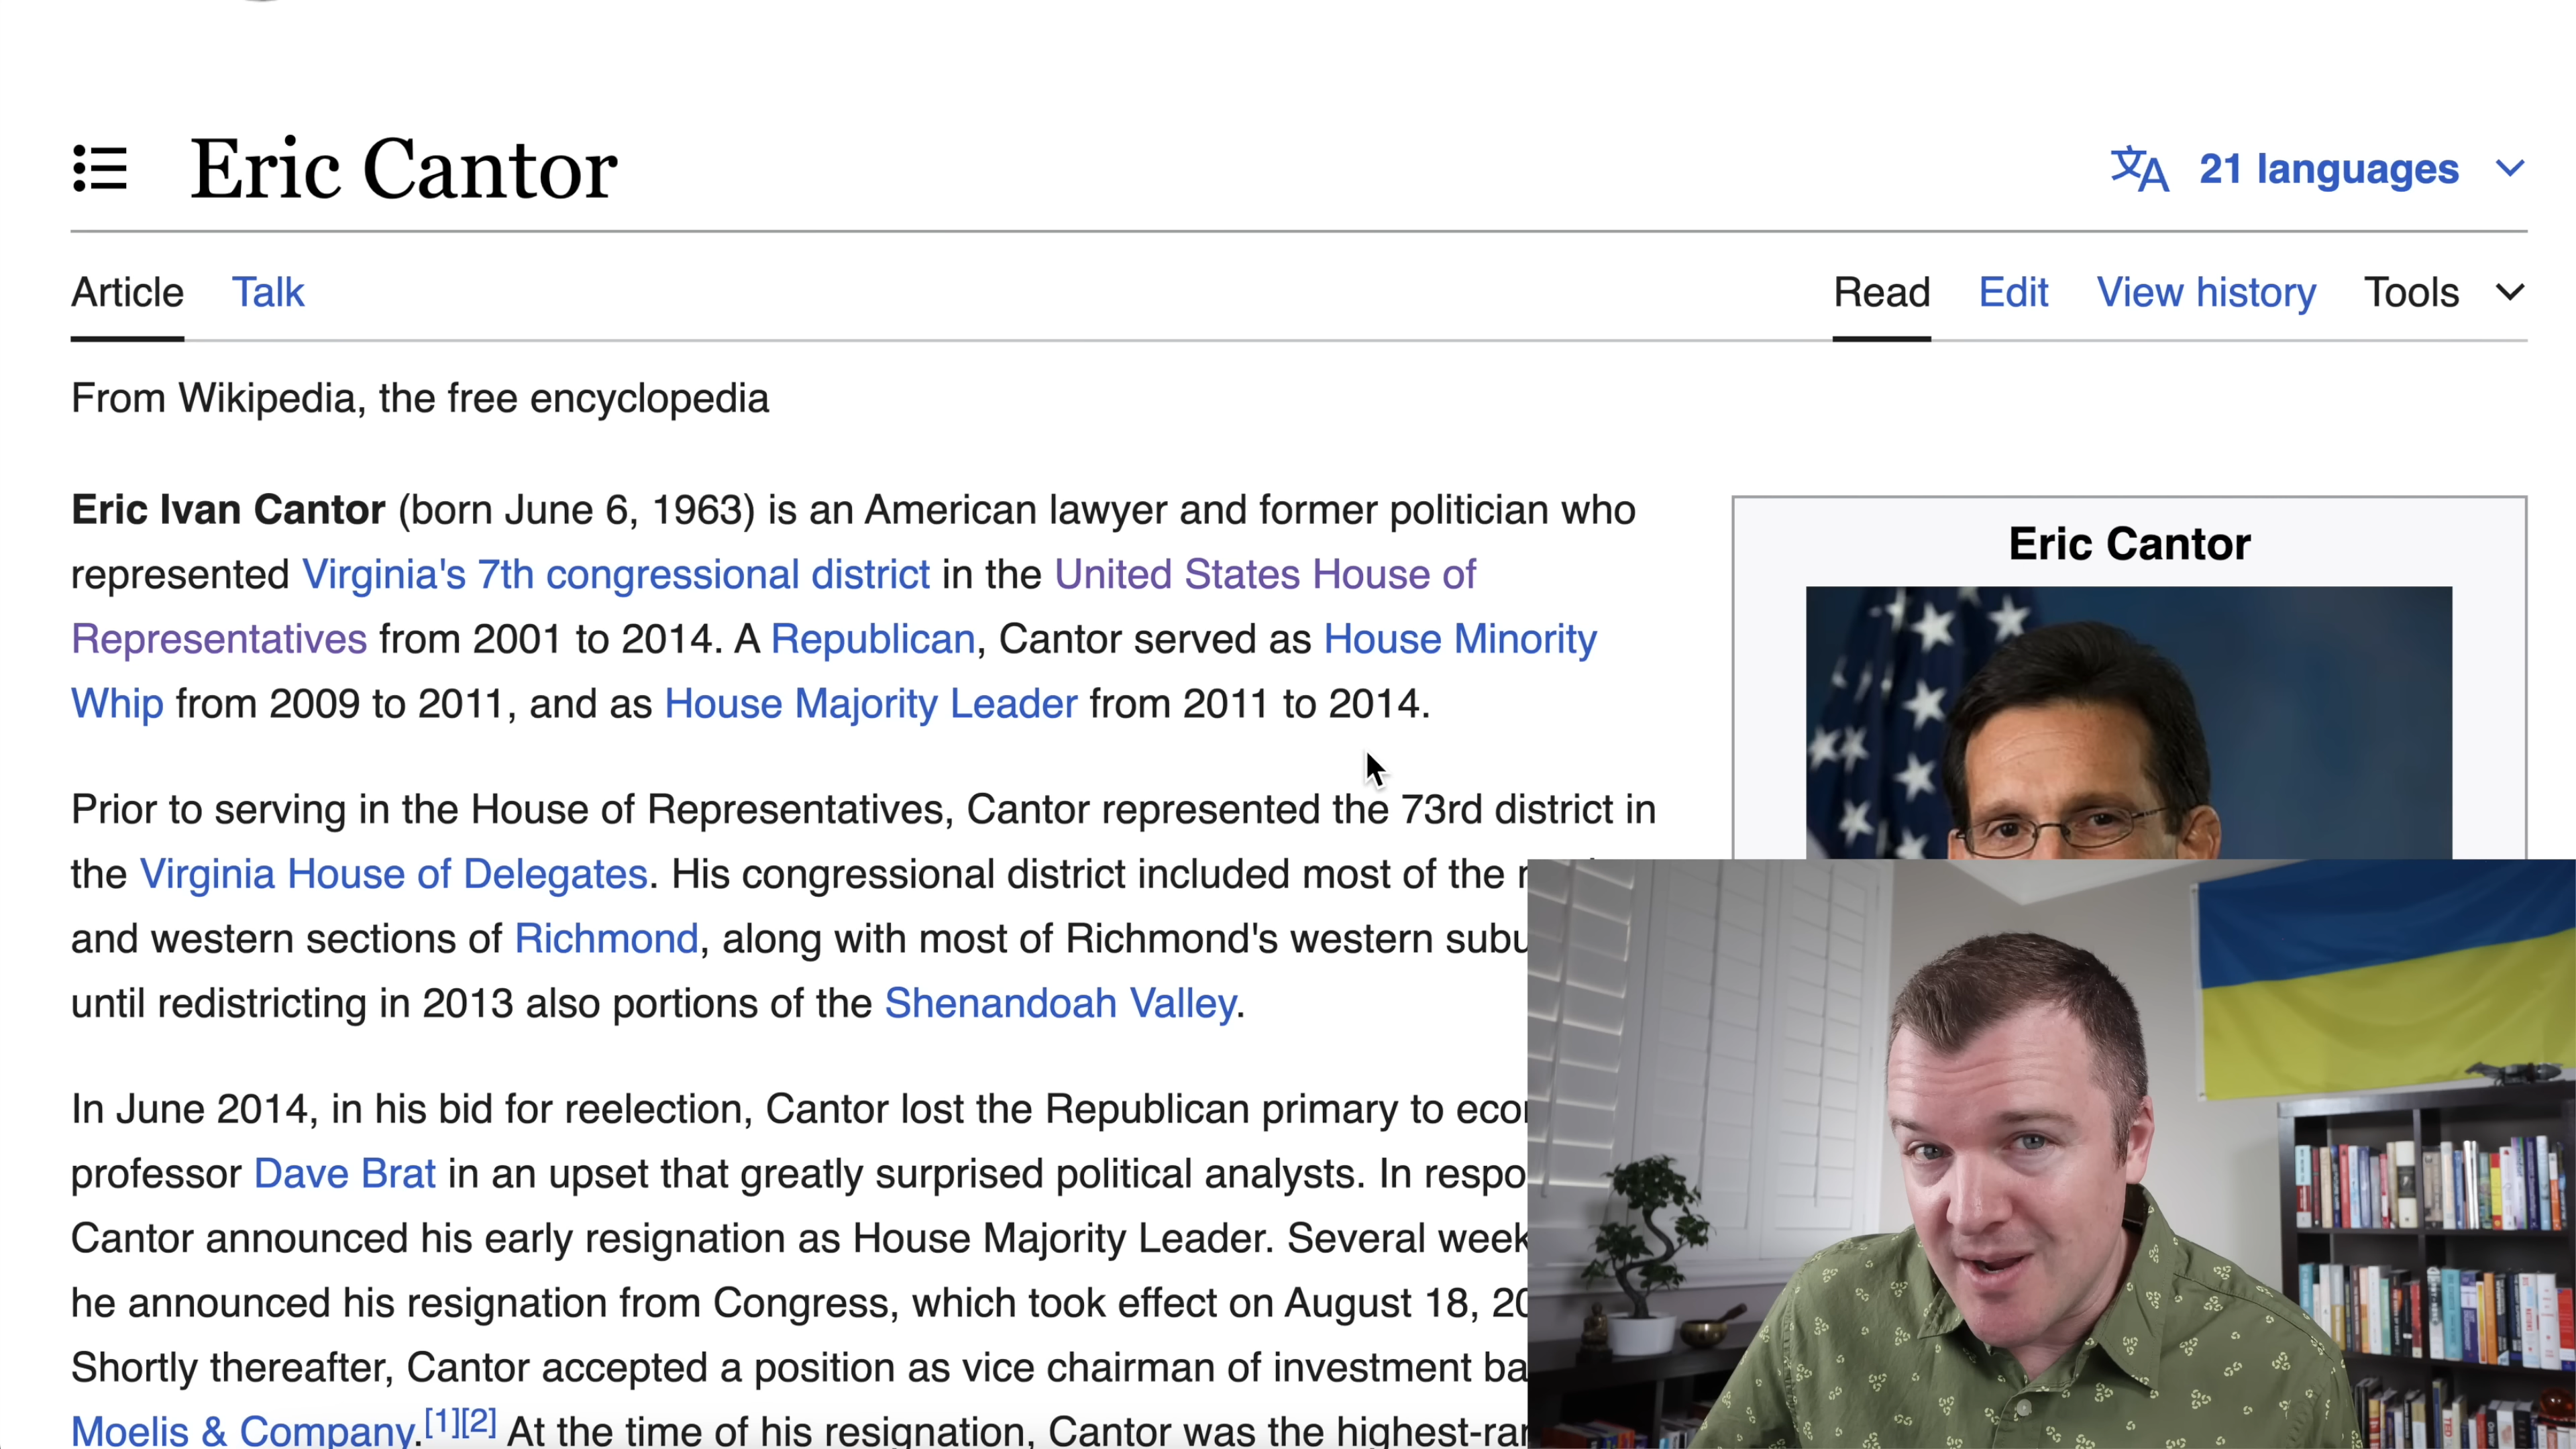 Eric Cantor
文A 21 languages
Article Talk
Read Edit View history Tools
From Wikipedia, the free encyclopedia
Eric Ivan Cantor (born June 6, 1963) is an American lawyer and former politician who
represented Virginia's 7th congressional district in the United States House of
Representatives from 2001 to 2014. A Republican, Cantor served as House Minority
Whip from 2009 to 2011, and as House Majority Leader from 2011 to 2014.
Prior to serving in the House of Representatives, Cantor represented the 73rd district in
the Virginia House of Delegates. His congressional district included most of the
and western sections of Richmond, along with most of Richmond's western subu
until redistricting in 2013 also portions of the Shenandoah Valley.
In June 2014, in his bid for reelection, Cantor lost the Republican primary to eco
professor Dave Brat in an upset that greatly surprised political analysts. In respo
Cantor announced his early resignation as House Majority Leader. Several week
he announced his resignation from Congress, which took effect on August 18, 20
Shortly thereafter, Cantor accepted a position as vice chairman of investment ba
Moelis & Company.[1][2] At the time of his resignation, Cantor was the highest-ra
Eric Cantor